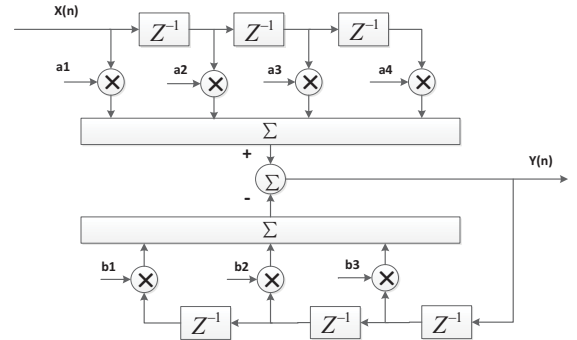 X(n)
Z⁻¹ Z⁻¹ Z⁻¹
a1 a2 a3 a4
Σ
+
Σ
Y(n)
-
Σ
b1 b2 b3
Z⁻¹ Z⁻¹ Z⁻¹